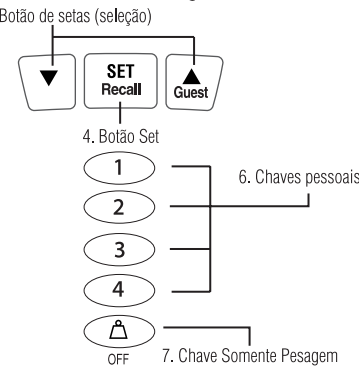 Botão de setas (seleção)
▼
SET
Recall
▲
Guest
4. Botão Set
1
6. Chaves pessoais
2
3
4
OFF
7. Chave Somente Pesagem